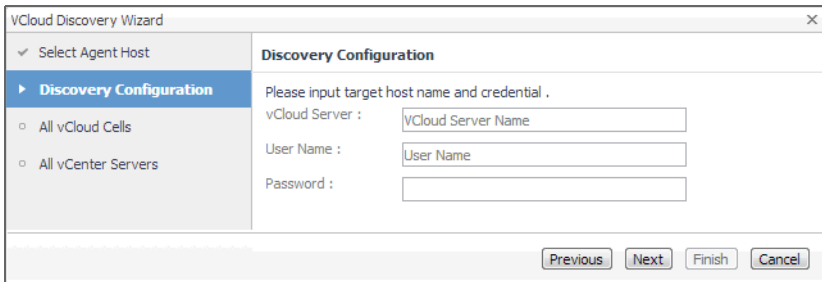 VCloud Discovery Wizard
Select Agent Host
Discovery Configuration
All vCloud Cells
All vCenter Servers
Discovery Configuration
Please input target host name and credential .
vCloud Server : VCloud Server Name
User Name : User Name
Password :
Previous Next Finish Cancel